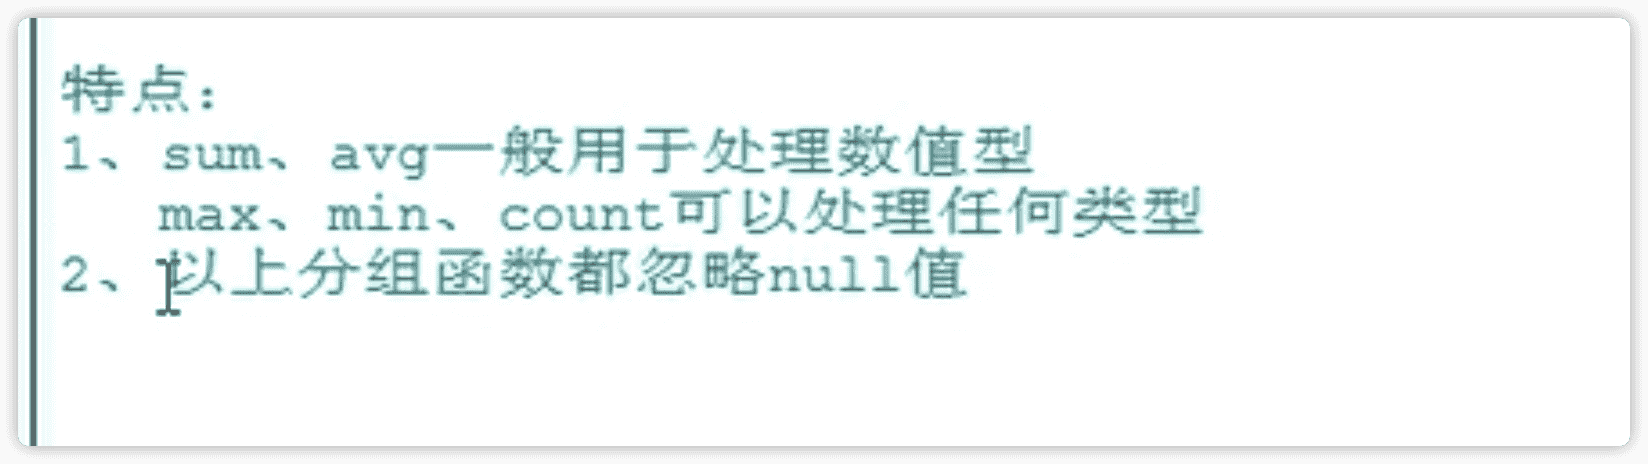 特点：
1、sum、avg一般用于处理数值型
max、min、count可以处理任何类型
2、以上分组函数都忽略null值